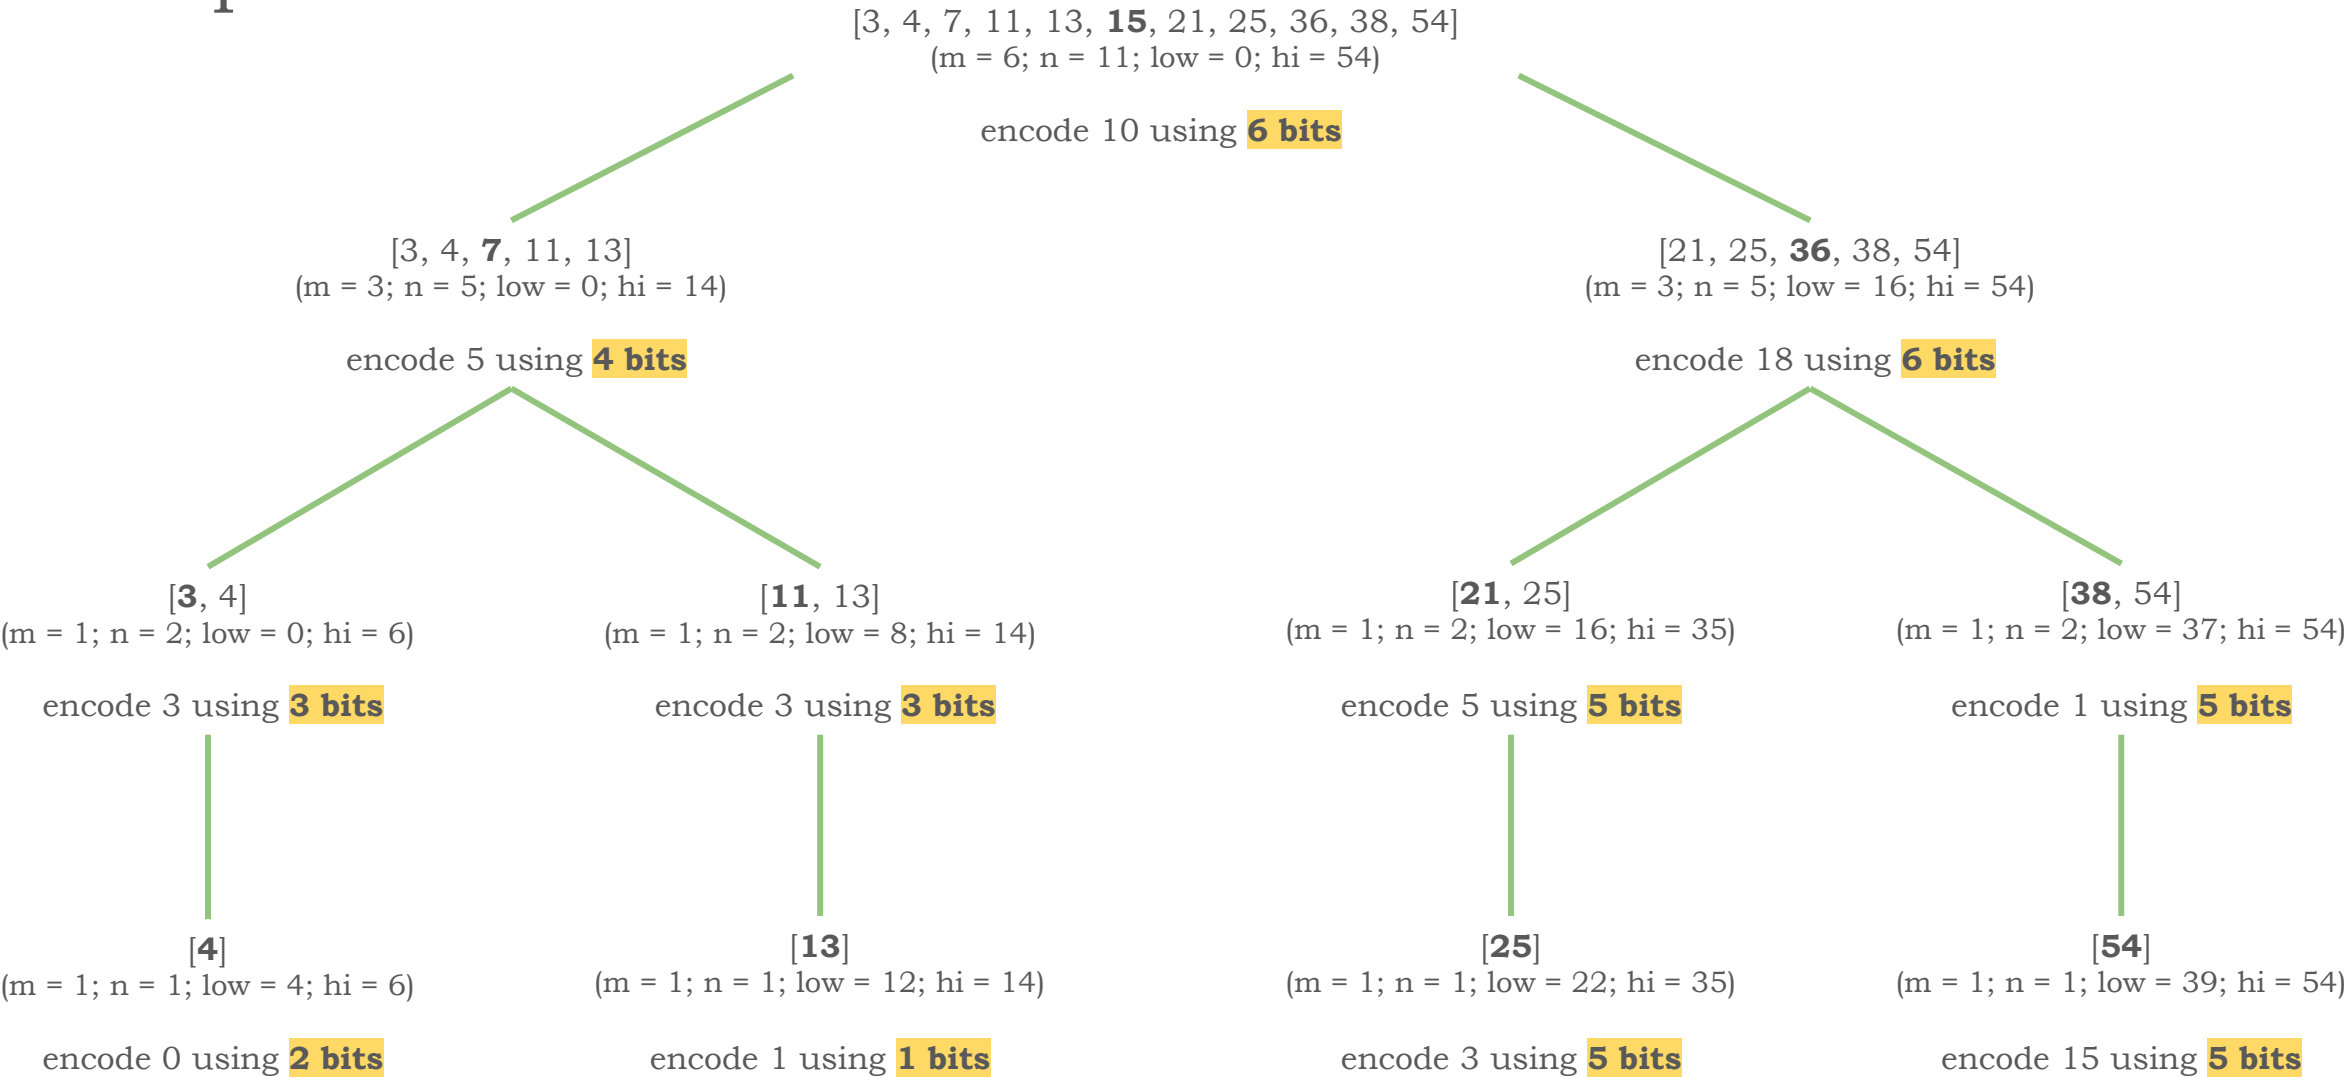 [3, 4, 7, 11, 13, 15, 21, 25, 36, 38, 54]
(m = 6; n = 11; low = 0; hi = 54)
encode 10 using 6 bits
[3, 4, 7, 11, 13]
(m = 3; n = 5; low = 0; hi = 14)
encode 5 using 4 bits
[21, 25, 36, 38, 54]
(m = 3; n = 5; low = 16; hi = 54)
encode 18 using 6 bits
[3, 4]
(m = 1; n = 2; low = 0; hi = 6)
encode 3 using 3 bits
[11, 13]
(m = 1; n = 2; low = 8; hi = 14)
encode 3 using 3 bits
[21, 25]
(m = 1; n = 2; low = 16; hi = 35)
encode 5 using 5 bits
[38, 54]
(m = 1; n = 2; low = 37; hi = 54)
encode 1 using 5 bits
[4]
(m = 1; n = 1; low = 4; hi = 6)
encode 0 using 2 bits
[13]
(m = 1; n = 1; low = 12; hi = 14)
encode 1 using 1 bits
[25]
(m = 1; n = 1; low = 22; hi = 35)
encode 3 using 5 bits
[54]
(m = 1; n = 1; low = 39; hi = 54)
encode 15 using 5 bits